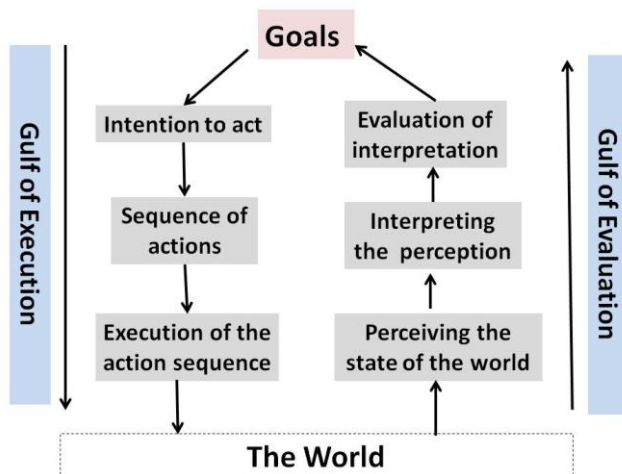 Goals
Gulf of Execution
Intention to act
Sequence of
actions
Execution of the
action sequence
Evaluation of
interpretation
Interpreting
the perception
Perceiving the
state of the world
Gulf of Evaluation
The World